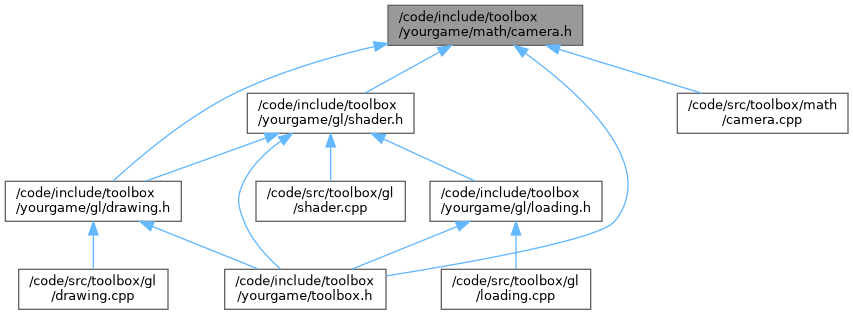 /code/include/toolbox
/yourgame/math/camera.h
/code/include/toolbox
/yourgame/gl/shader.h
/code/src/toolbox/math
/camera.cpp
/code/include/toolbox
/yourgame/gl/drawing.h
/code/src/toolbox/gl
/shader.cpp
/code/include/toolbox
/yourgame/gl/loading.h
/code/src/toolbox/gl
/drawing.cpp
/code/include/toolbox
/yourgame/toolbox.h
/code/src/toolbox/gl
/loading.cpp